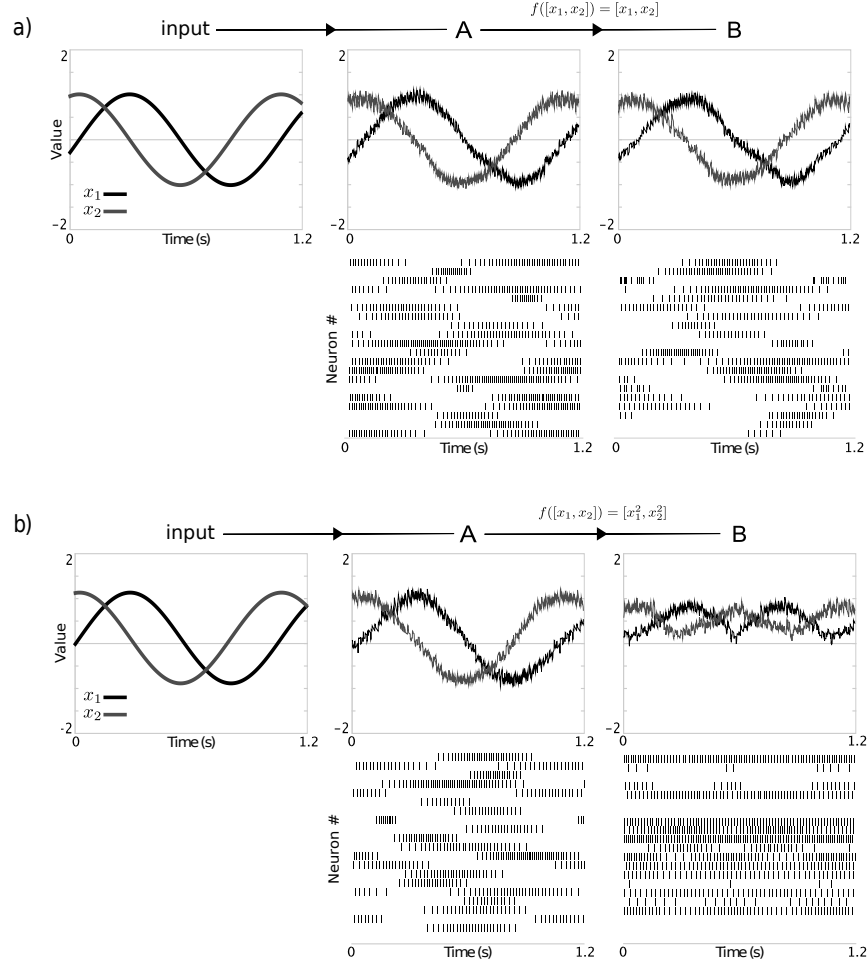 f([x₁, x₂]) = [x₁, x₂]
a) input A B
2 2 2
Value
x₁
x₂
−2 −2 −2
0 Time (s) 1.2 0 Time (s) 1.2 0 Time (s) 1.2
Neuron #
0 Time (s) 1.2 0 Time (s) 1.2
f([x₁, x₂]) = [x₁², x₂²]
b) input A B
2 2 2
Value
x₁
x₂
-2 −2 −2
0 Time (s) 1.2 0 1.2 0 1.2
Neuron #
0 Time (s) 1.2 0 Time (s) 1.2